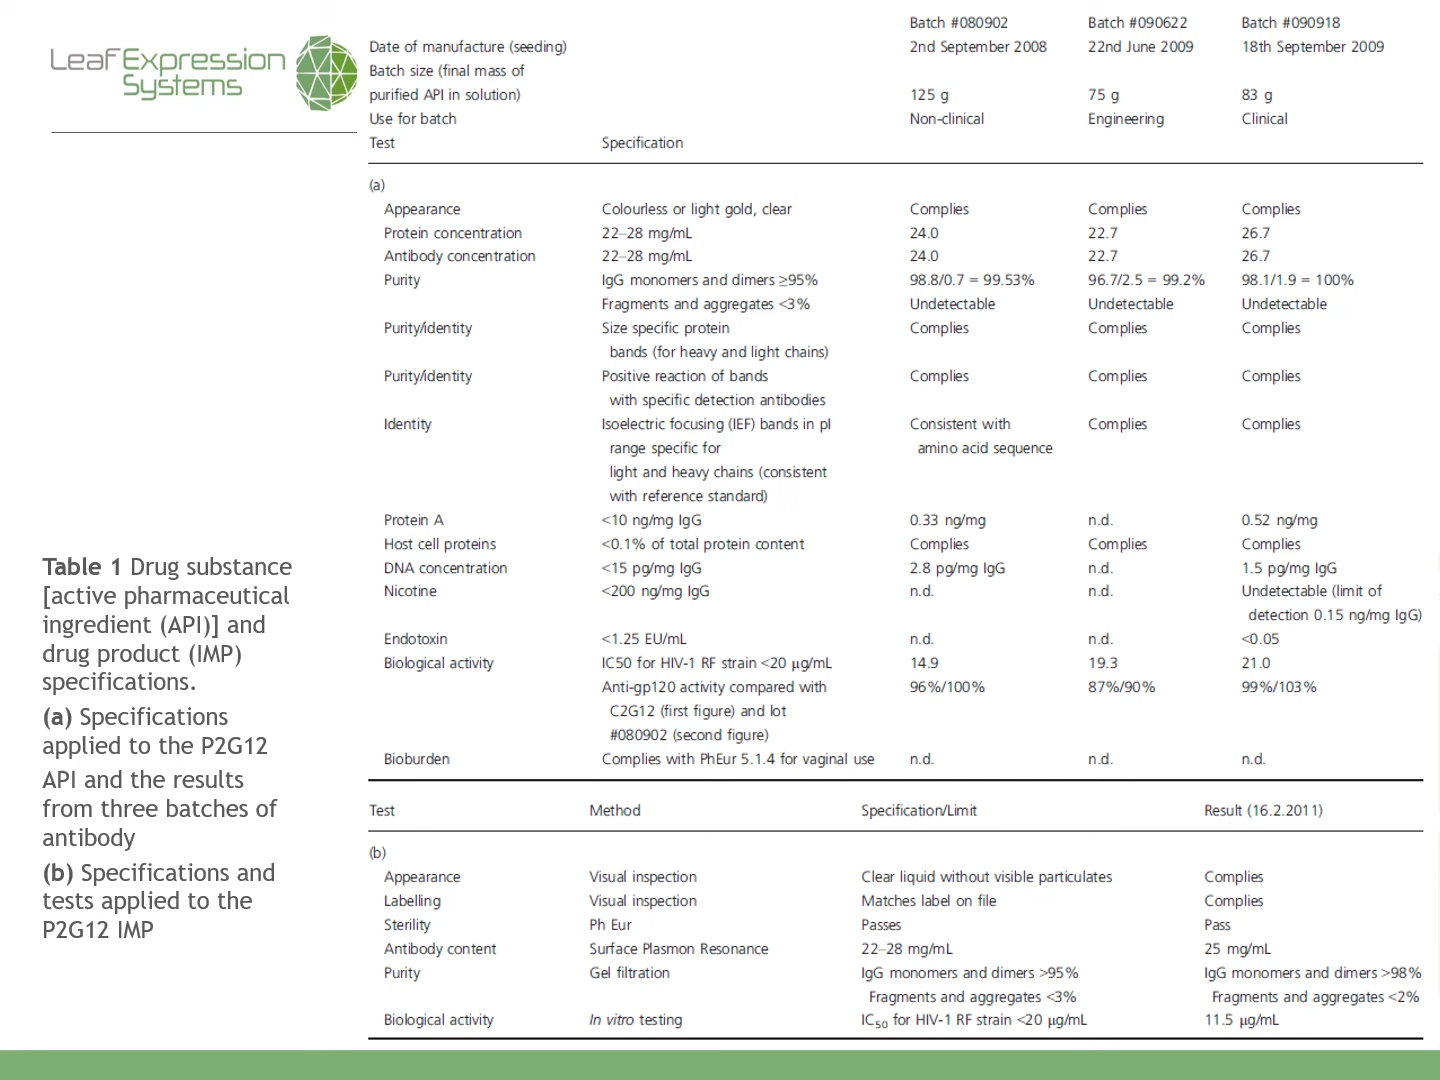 Leaf Expression
Systems
Batch #080902 Batch #090622 Batch #090918
Date of manufacture (seeding) 2nd September 2008 22nd June 2009 18th September 2009
Batch size (final mass of
purified API in solution) 125 g 75 g 83 g
Use for batch Non-clinical Engineering Clinical
Test Specification
(a)
Appearance Colourless or light gold, clear Complies Complies Complies
Protein concentration 22–28 mg/mL 24.0 22.7 26.7
Antibody concentration 22–28 mg/mL 24.0 22.7 26.7
Purity IgG monomers and dimers ≥95% 98.8/0.7 = 99.53% 96.7/2.5 = 99.2% 98.1/1.9 = 100%
Fragments and aggregates <3% Undetectable Undetectable Undetectable
Purity/identity Size specific protein Complies Complies Complies
bands (for heavy and light chains)
Purity/identity Positive reaction of bands Complies Complies Complies
with specific detection antibodies
Identity Isoelectric focusing (IEF) bands in pI Consistent with Complies Complies
range specific for amino acid sequence
light and heavy chains (consistent
with reference standard)
Protein A <10 ng/mg IgG 0.33 ng/mg n.d. 0.52 ng/mg
Host cell proteins <0.1% of total protein content Complies Complies Complies
DNA concentration <15 pg/mg IgG 2.8 pg/mg IgG n.d. 1.5 pg/mg IgG
Nicotine <200 ng/mg IgG n.d. n.d. Undetectable (limit of
detection 0.15 ng/mg IgG)
Endotoxin <1.25 EU/mL n.d. n.d. <0.05
Biological activity IC50 for HIV-1 RF strain <20 µg/mL 14.9 19.3 21.0
Anti-gp120 activity compared with 96%/100% 87%/90% 99%/103%
C2G12 (first figure) and lot
#080902 (second figure)
Bioburden Complies with PhEur 5.1.4 for vaginal use n.d. n.d. n.d.
Test Method Specification/Limit Result (16.2.2011)
(b)
Appearance Visual inspection Clear liquid without visible particulates Complies
Labelling Visual inspection Matches label on file Complies
Sterility Ph Eur Passes Pass
Antibody content Surface Plasmon Resonance 22–28 mg/mL 25 mg/mL
Purity Gel filtration IgG monomers and dimers >95% IgG monomers and dimers >98%
Fragments and aggregates <3% Fragments and aggregates <2%
Biological activity In vitro testing IC50 for HIV-1 RF strain <20 µg/mL 11.5 µg/mL
Table 1 Drug substance
[active pharmaceutical
ingredient (API)] and
drug product (IMP)
specifications.
(a) Specifications
applied to the P2G12
API and the results
from three batches of
antibody
(b) Specifications and
tests applied to the
P2G12 IMP